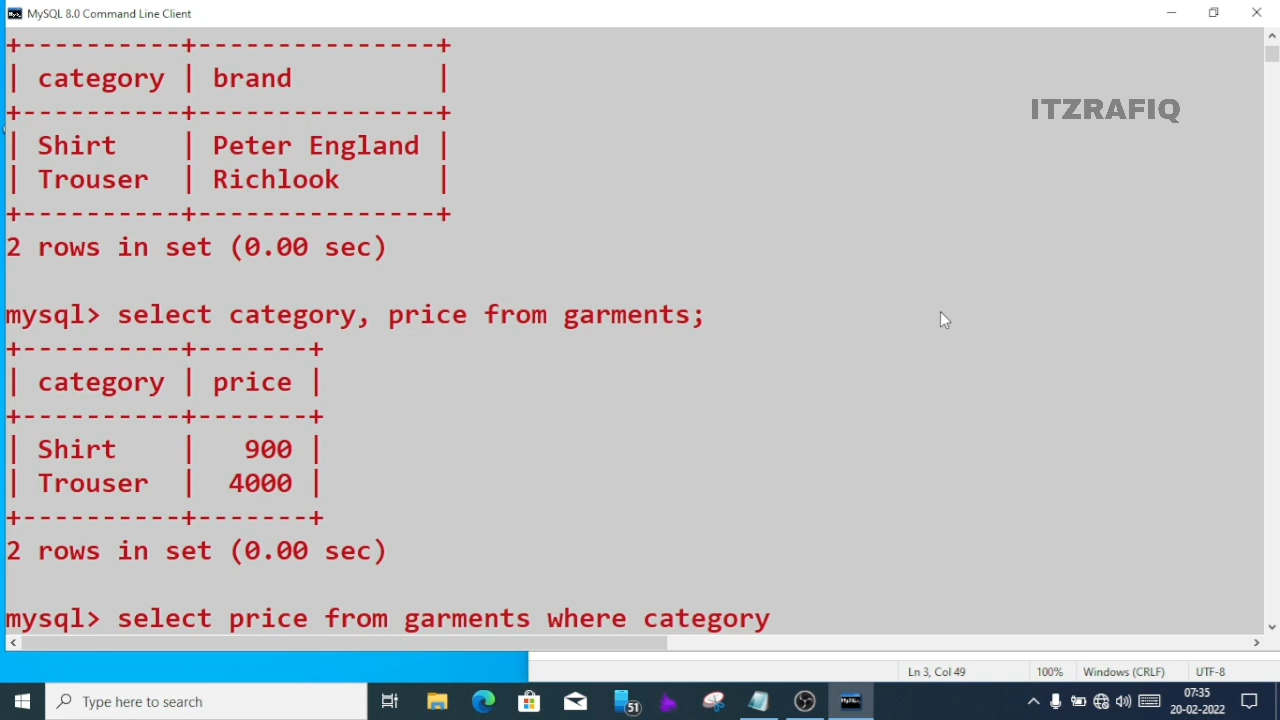 MySQL 8.0 Command Line Client
+----------+---------------+
| category | brand         |
+----------+---------------+
| Shirt    | Peter England |
| Trouser  | Richlook      |
+----------+---------------+
2 rows in set (0.00 sec)
ITZRAFIQ
mysql> select category, price from garments;
+----------+-------+
| category | price |
+----------+-------+
| Shirt    |   900 |
| Trouser  |  4000 |
+----------+-------+
2 rows in set (0.00 sec)
mysql> select price from garments where category
Ln 3, Col 49 100% Windows (CRLF) UTF-8
Type here to search 51 07:35
20-02-2022